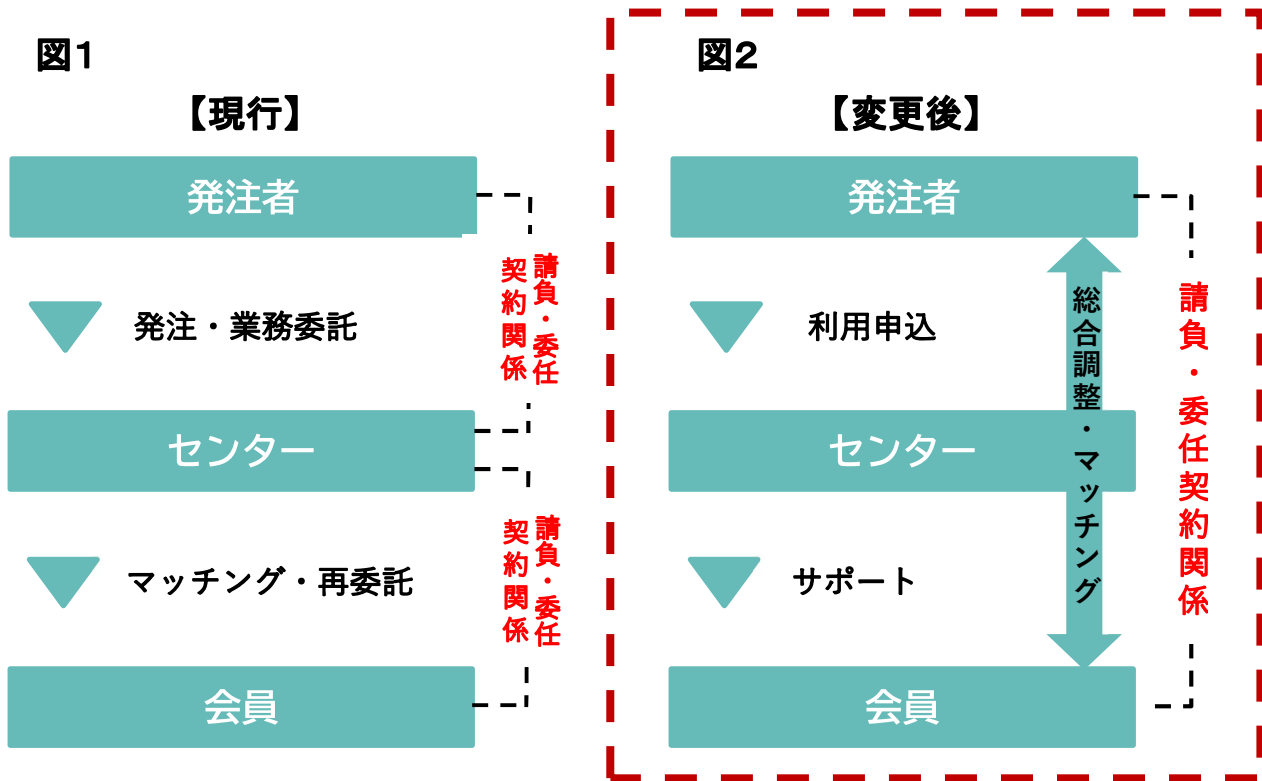 図1
【現行】
発注者
発注・業務委託
請負・委任
契約関係
センター
マッチング・再委託
請負・委任
契約関係
会員
図2
【変更後】
発注者
利用申込
総合調整・マッチング
請負・委任契約関係
センター
サポート
会員